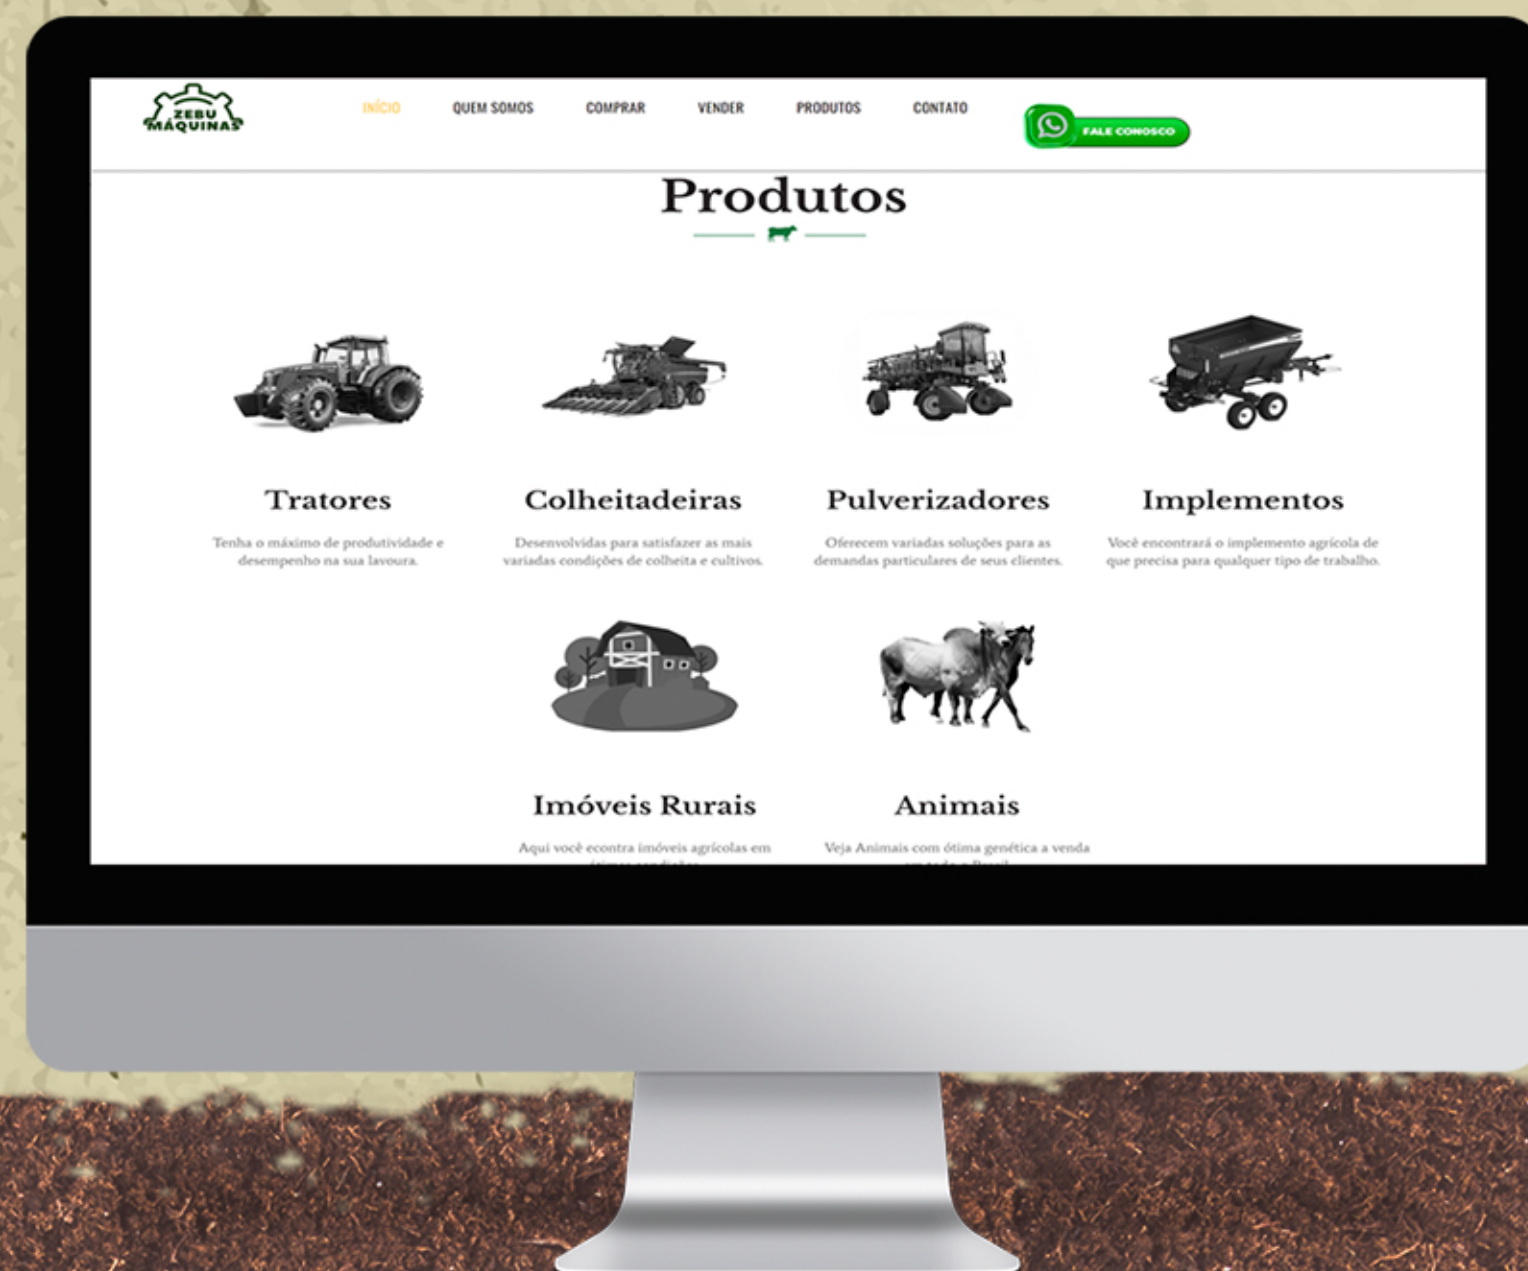 ZEBU
MÁQUINAS
INÍCIO
QUEM SOMOS
COMPRAR
VENDER
PRODUTOS
CONTATO
FALE CONOSCO
Produtos
Tratores
Colheitadeiras
Pulverizadores
Implementos
Tenha o máximo de produtividade e
desempenho na sua lavoura.
Desenvolvidas para satisfazer as mais
variadas condições de colheita e cultivos.
Oferecem variadas soluções para as
demandas particulares de seus clientes.
Você encontrará o implemento agrícola de
que precisa para qualquer tipo de trabalho.
Imóveis Rurais
Animais
Aqui você econtra imóveis agrícolas em
Veja Animais com ótima genética a venda